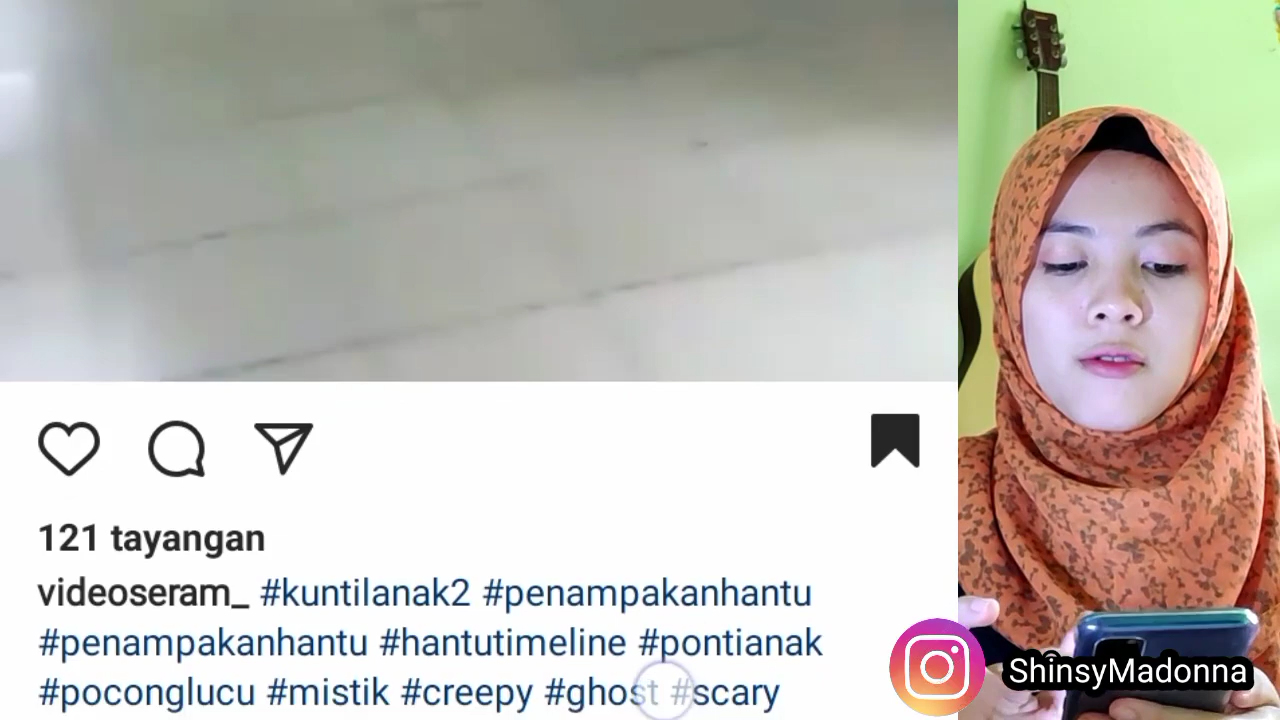 121 tayangan
videoseram_ #kuntilanak2 #penampakanhantu
#penampakanhantu #hantutimeline #pontianak
#poconglucu #mistik #creepy #ghost #scary
ShinsyMadonna